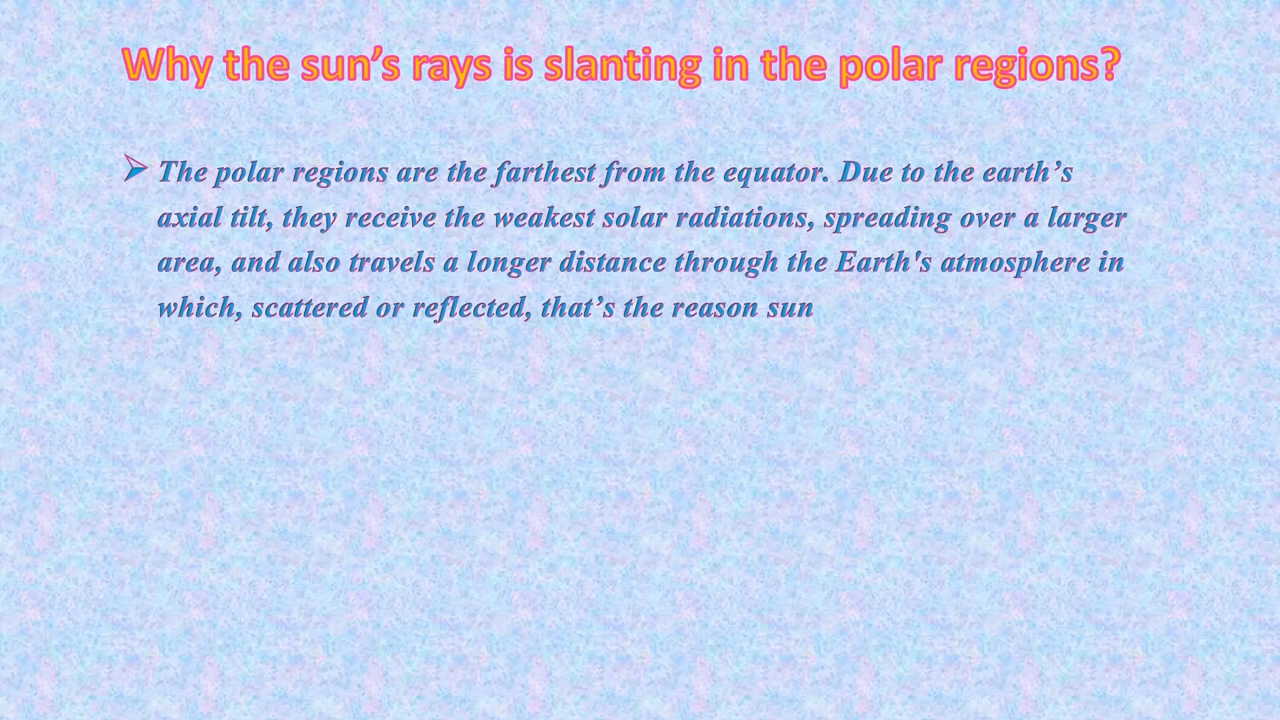 Why the sun’s rays is slanting in the polar regions?
The polar regions are the farthest from the equator. Due to the earth’s
axial tilt, they receive the weakest solar radiations, spreading over a larger
area, and also travels a longer distance through the Earth's atmosphere in
which, scattered or reflected, that’s the reason sun